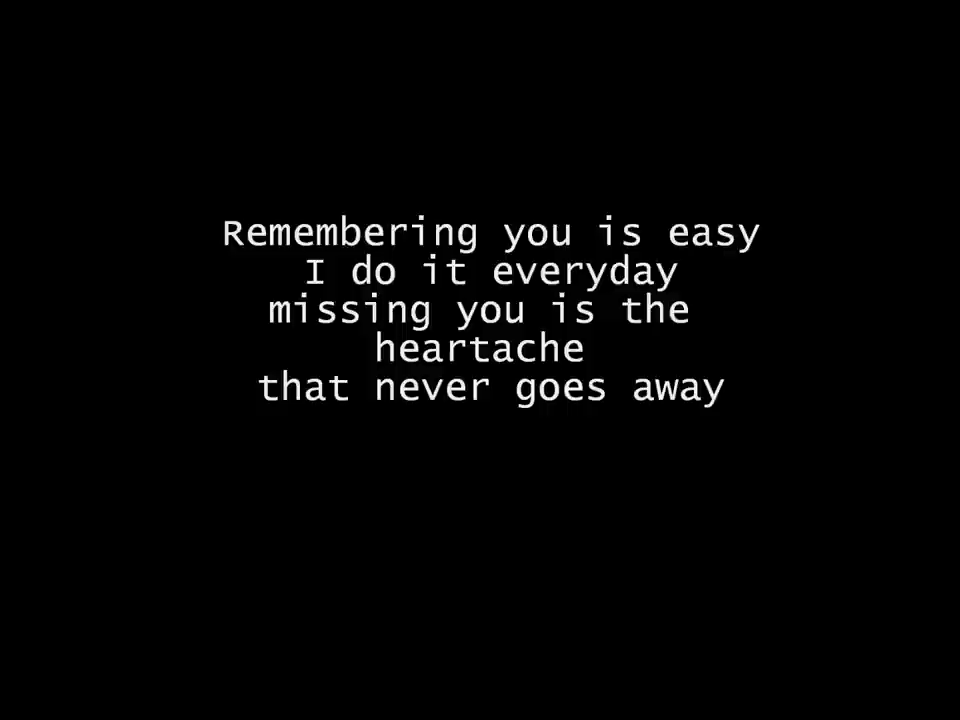 Remembering you is easy
I do it everyday
missing you is the
heartache
that never goes away